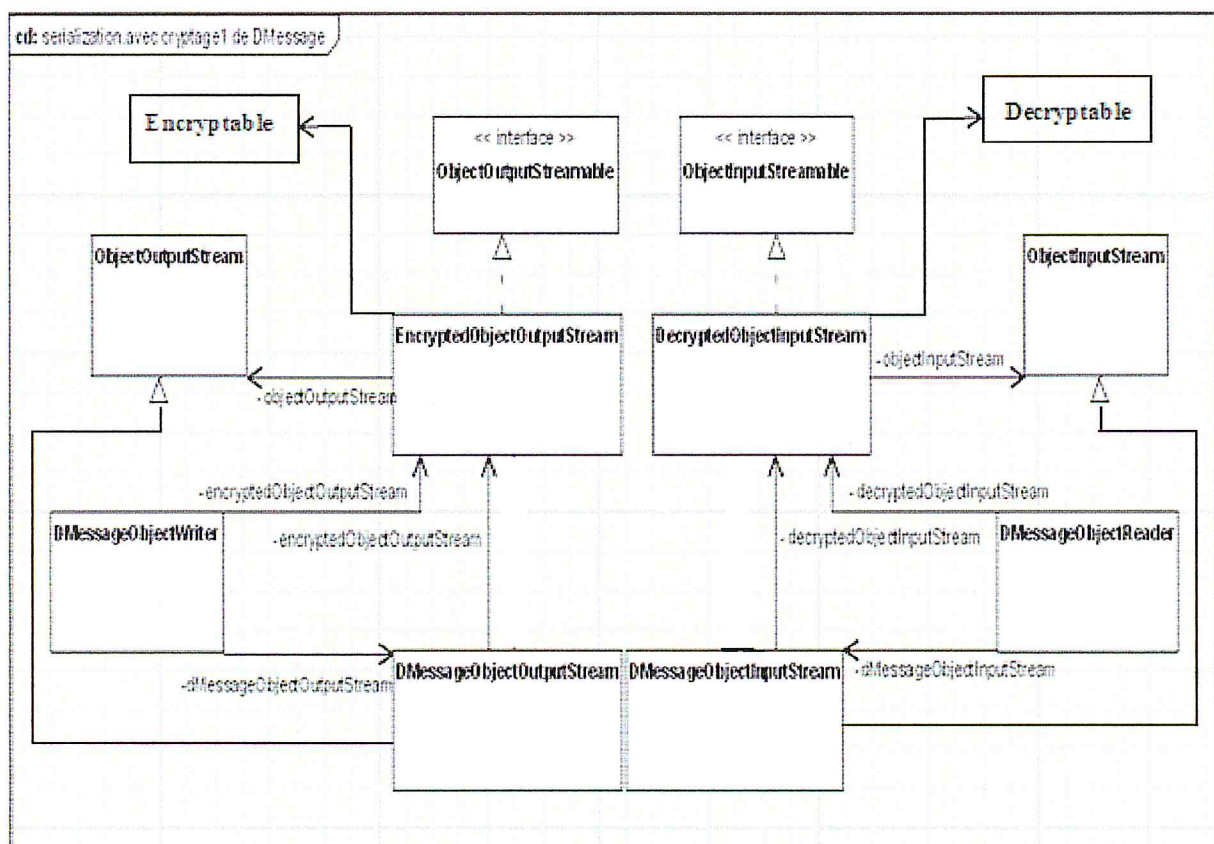 cd: serialization avec cryptage1 de DMessage
Encryptable
Decryptable
<< interface >>
ObjectOutputStreamable
<< interface >>
ObjectInputStreamable
ObjectOutputStream
ObjectInputStream
EncryptedObjectOutputStream
DecryptedObjectInputStream
-objectInputStream
-objectOutputStream
-encryptedObjectOutputStream
-decryptedObjectInputStream
DMessageObjectWriter
-encryptedObjectOutputStream
-decryptedObjectInputStream
DMessageObjectReader
DMessageObjectOutputStream
DMessageObjectInputStream
-dMessageObjectInputStream
-dMessageObjectOutputStream